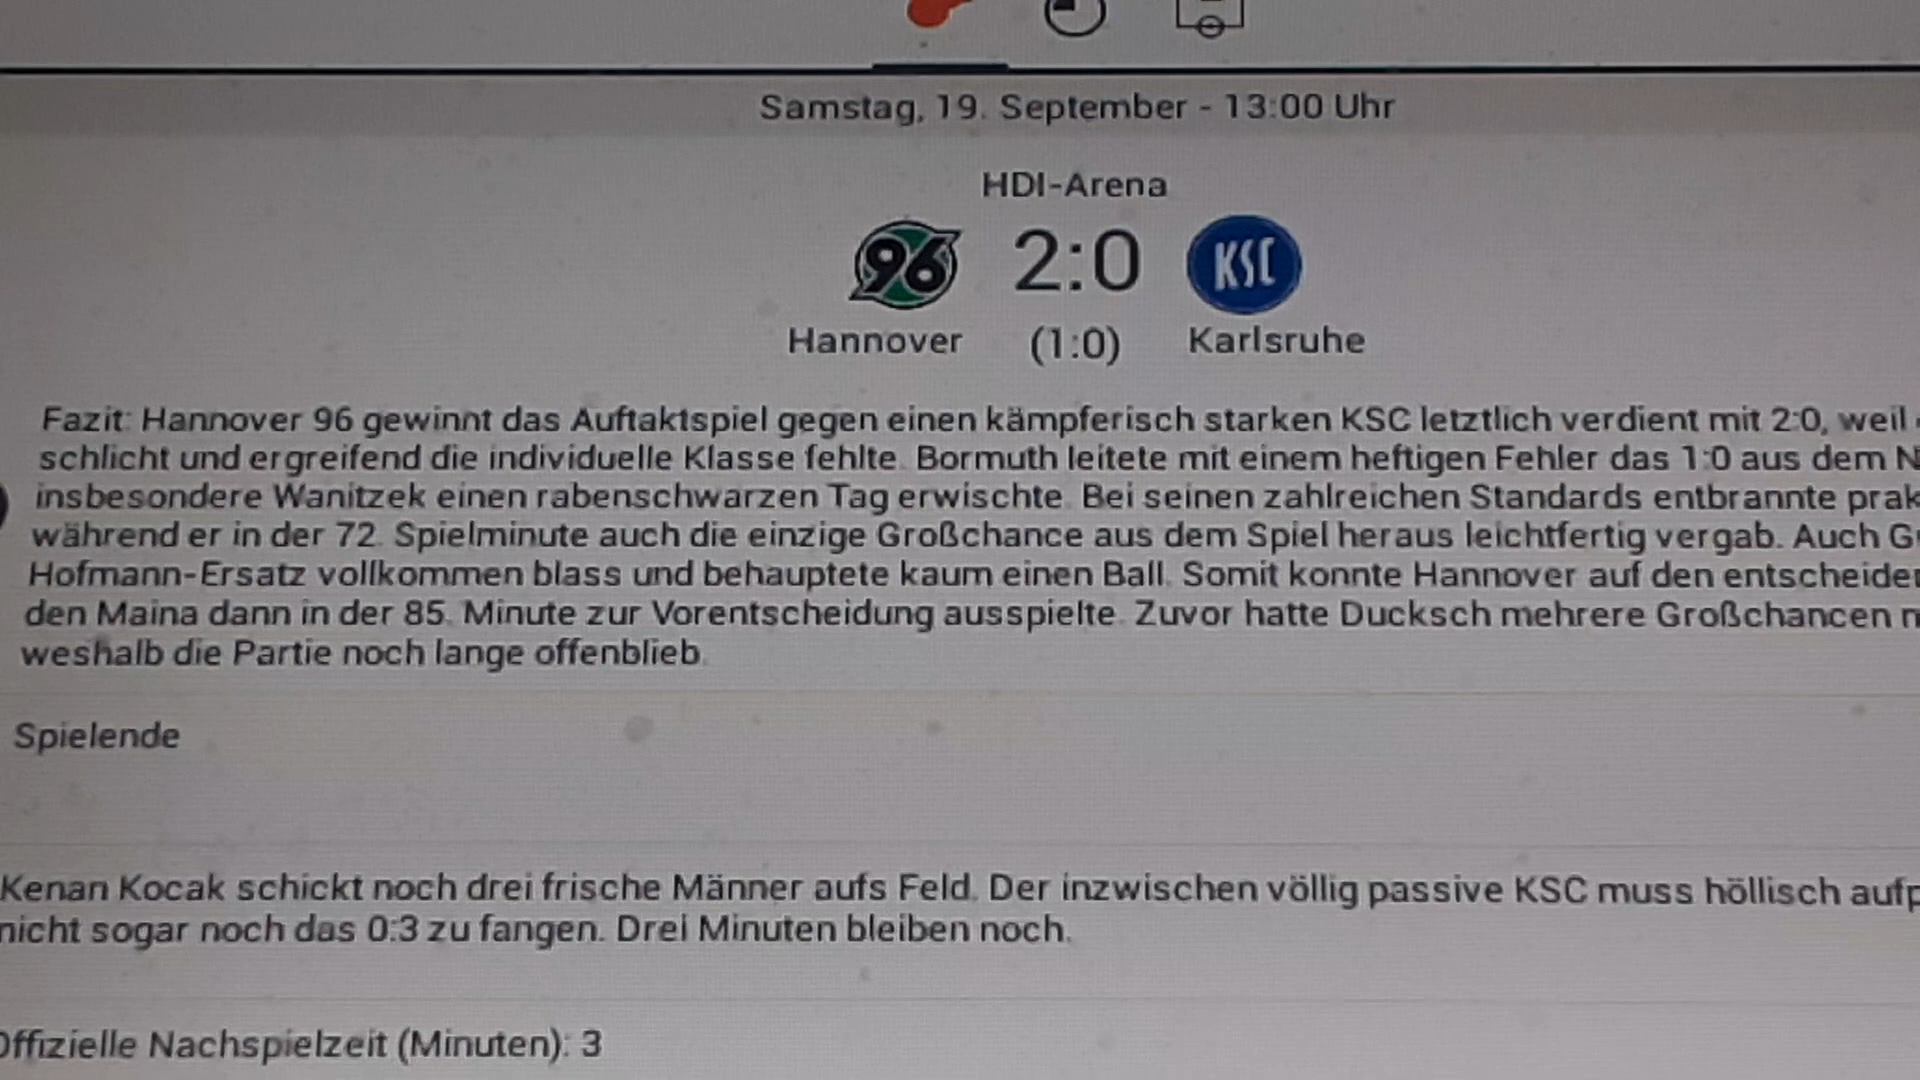 Samstag, 19. September - 13:00 Uhr
HDI-Arena
96 2:0 KSC
Hannover (1:0) Karlsruhe
Fazit: Hannover 96 gewinnt das Auftaktspiel gegen einen kämpferisch starken KSC letztlich verdient mit 2:0, weil
schlicht und ergreifend die individuelle Klasse fehlte. Bormuth leitete mit einem heftigen Fehler das 1:0 aus dem
insbesondere Wanitzek einen rabenschwarzen Tag erwischte. Bei seinen zahlreichen Standards entbrannte
während er in der 72. Spielminute auch die einzige Großchance aus dem Spiel heraus leichtfertig vergab. Auch
Hofmann-Ersatz vollkommen blass und behauptete kaum einen Ball. Somit konnte Hannover auf den
den Maina dann in der 85. Minute zur Vorentscheidung ausspielte. Zuvor hatte Ducksch mehrere Großchancen
weshalb die Partie noch lange offenblieb.
Spielende
Kenan Kocak schickt noch drei frische Männer aufs Feld. Der inzwischen völlig passive KSC muss höllisch
nicht sogar noch das 0:3 zu fangen. Drei Minuten bleiben noch.
Offizielle Nachspielzeit (Minuten): 3